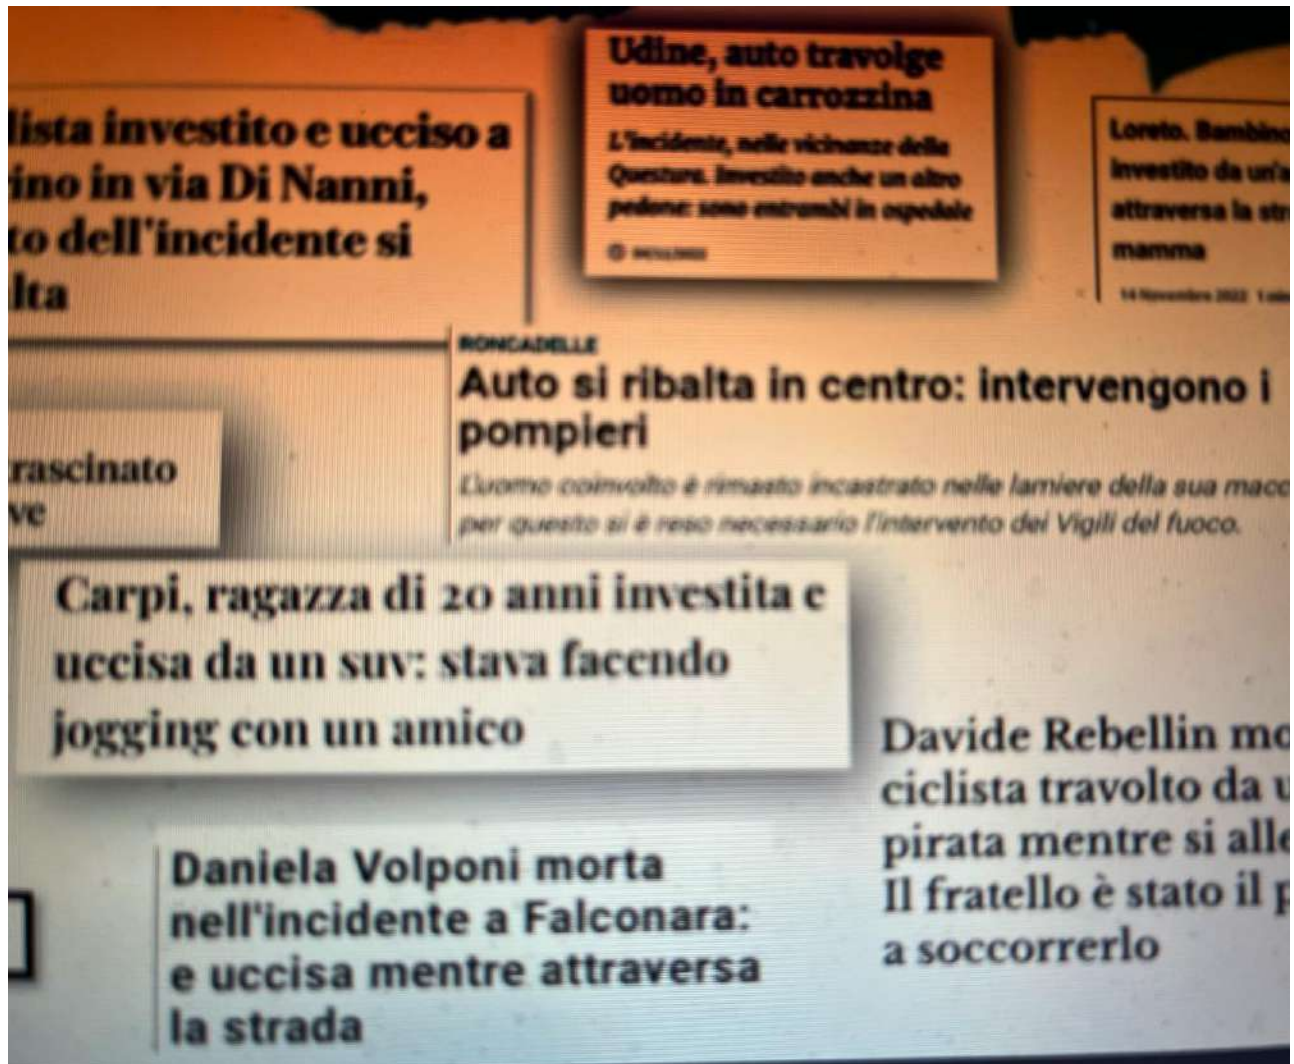 lista investito e ucciso a
ino in via Di Nanni,
to dell'incidente si
lta
Udine, auto travolge
uomo in carrozzina
L'incidente, nelle vicinanze della
Questura. Investito anche un altro
pedone: sono entrambi in ospedale
Loreto. Bambino
investito da un'a
attraversa la str
mamma
14 Novembre 2022 1 min
RONCADELLE
Auto si ribalta in centro: intervengono i
pompieri
L'uomo coinvolto è rimasto incastrato nelle lamiere della sua macc
per questo si è reso necessario l'intervento dei Vigili del fuoco.
rascinato
ve
Carpi, ragazza di 20 anni investita e
uccisa da un suv: stava facendo
jogging con un amico
Davide Rebellin mo
ciclista travolto da u
pirata mentre si alle
Il fratello è stato il p
a soccorrerlo
Daniela Volponi morta
nell'incidente a Falconara:
e uccisa mentre attraversa
la strada